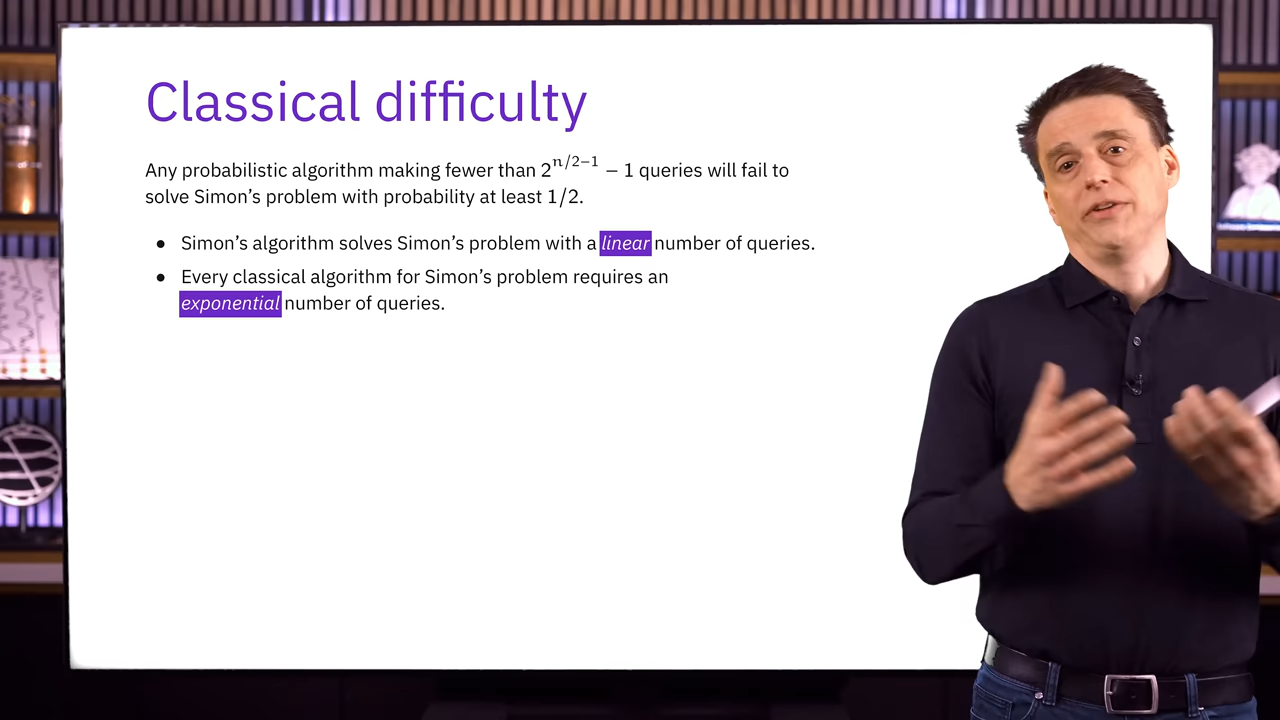 Classical difficulty
Any probabilistic algorithm making fewer than 2^{n/2−1} − 1 queries will fail to
solve Simon’s problem with probability at least 1/2.
● Simon’s algorithm solves Simon’s problem with a linear number of queries.
● Every classical algorithm for Simon’s problem requires an
exponential number of queries.